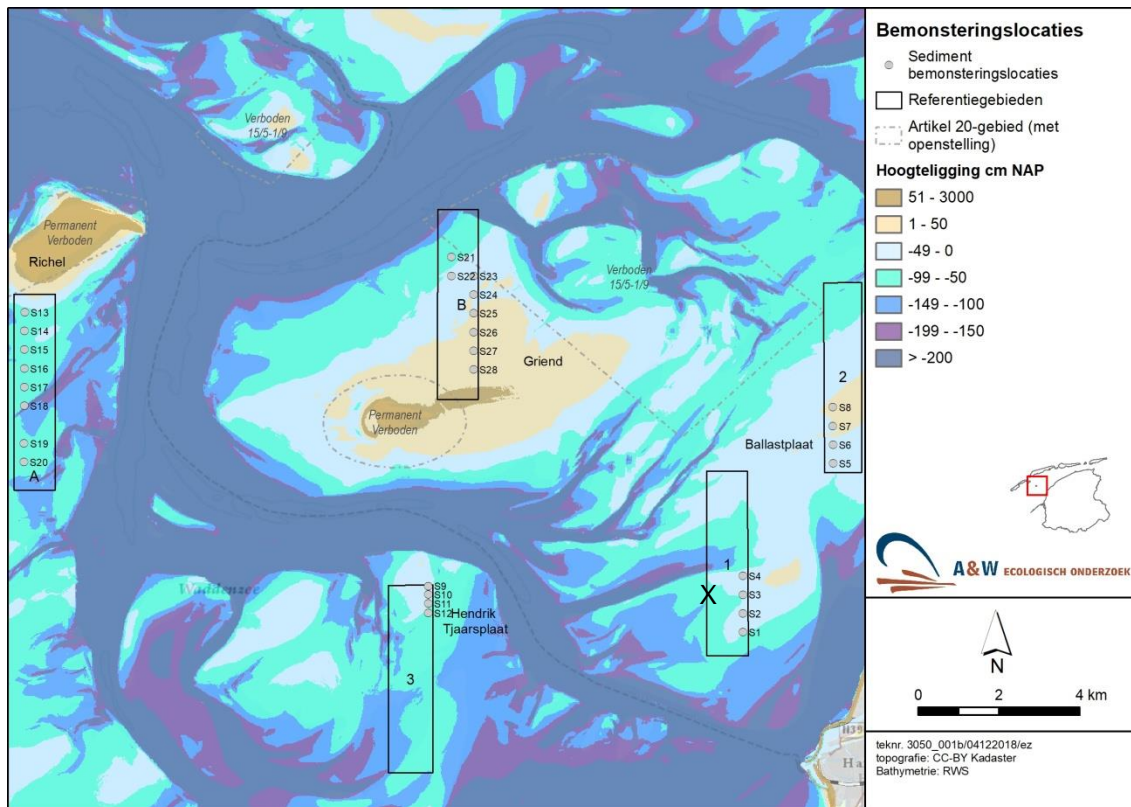 Verboden
15/5-1/9
Permanent
Verboden
Richel
S13
S14
S15
S16
S17
S18
S19
S20
A
S21
S22
S23
S24
B
S25
S26
S27
S28
Griend
Verboden
15/5-1/9
Permanent
Verboden
2
S8
S7
S6
S5
Ballastplaat
1
S4
S3
X
S2
S1
Waddenzee
S9
S10
S11
S12
Hendrik
Tjaarsplaat
3
Ha
Bemonsteringslocaties
Sediment
bemonsteringslocaties
Referentiegebieden
Artikel 20-gebied (met
openstelling)
Hoogteligging cm NAP
51 - 3000
1 - 50
-49 - 0
-99 - -50
-149 - -100
-199 - -150
> -200
A&W ECOLOGISCH ONDERZOEK
N
0 2 4 km
teknr. 3050_001b/04122018/ez
topografie: CC-BY Kadaster
Bathymetrie: RWS